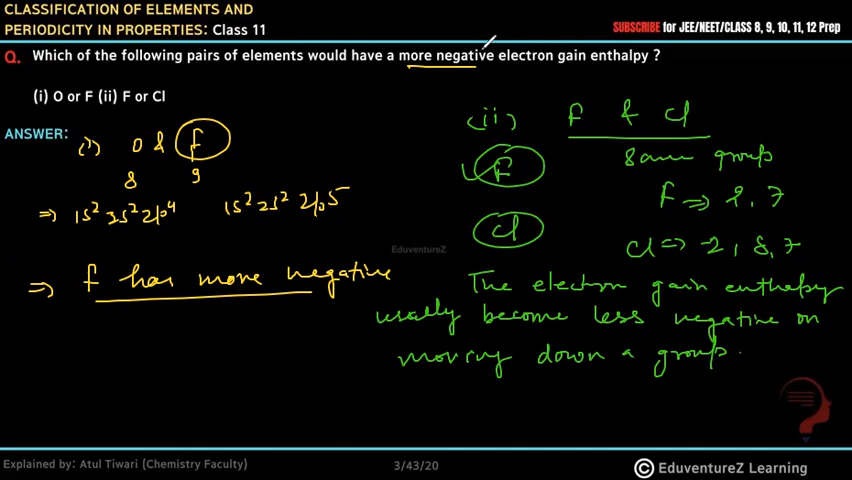 CLASSIFICATION OF ELEMENTS AND
PERIODICITY IN PROPERTIES: Class 11
SUBSCRIBE for JEE/NEET/CLASS 8, 9, 10, 11, 12 Prep
Q. Which of the following pairs of elements would have a more negative electron gain enthalpy ?
(i) O or F (ii) F or Cl
ANSWER:
(i) O & F
8 9
⇒ 1s² 2s² 2p⁴ 1s² 2s² 2p⁵
⇒ F has more negative
(ii) F & Cl
Same group
F
F ⇒ 2, 7
Cl
Cl ⇒ 2, 8, 7
The electron gain enthalpy
usually become less negative on
moving down a group.
EduventureZ
Explained by: Atul Tiwari (Chemistry Faculty)
3/43/20
© EduventureZ Learning